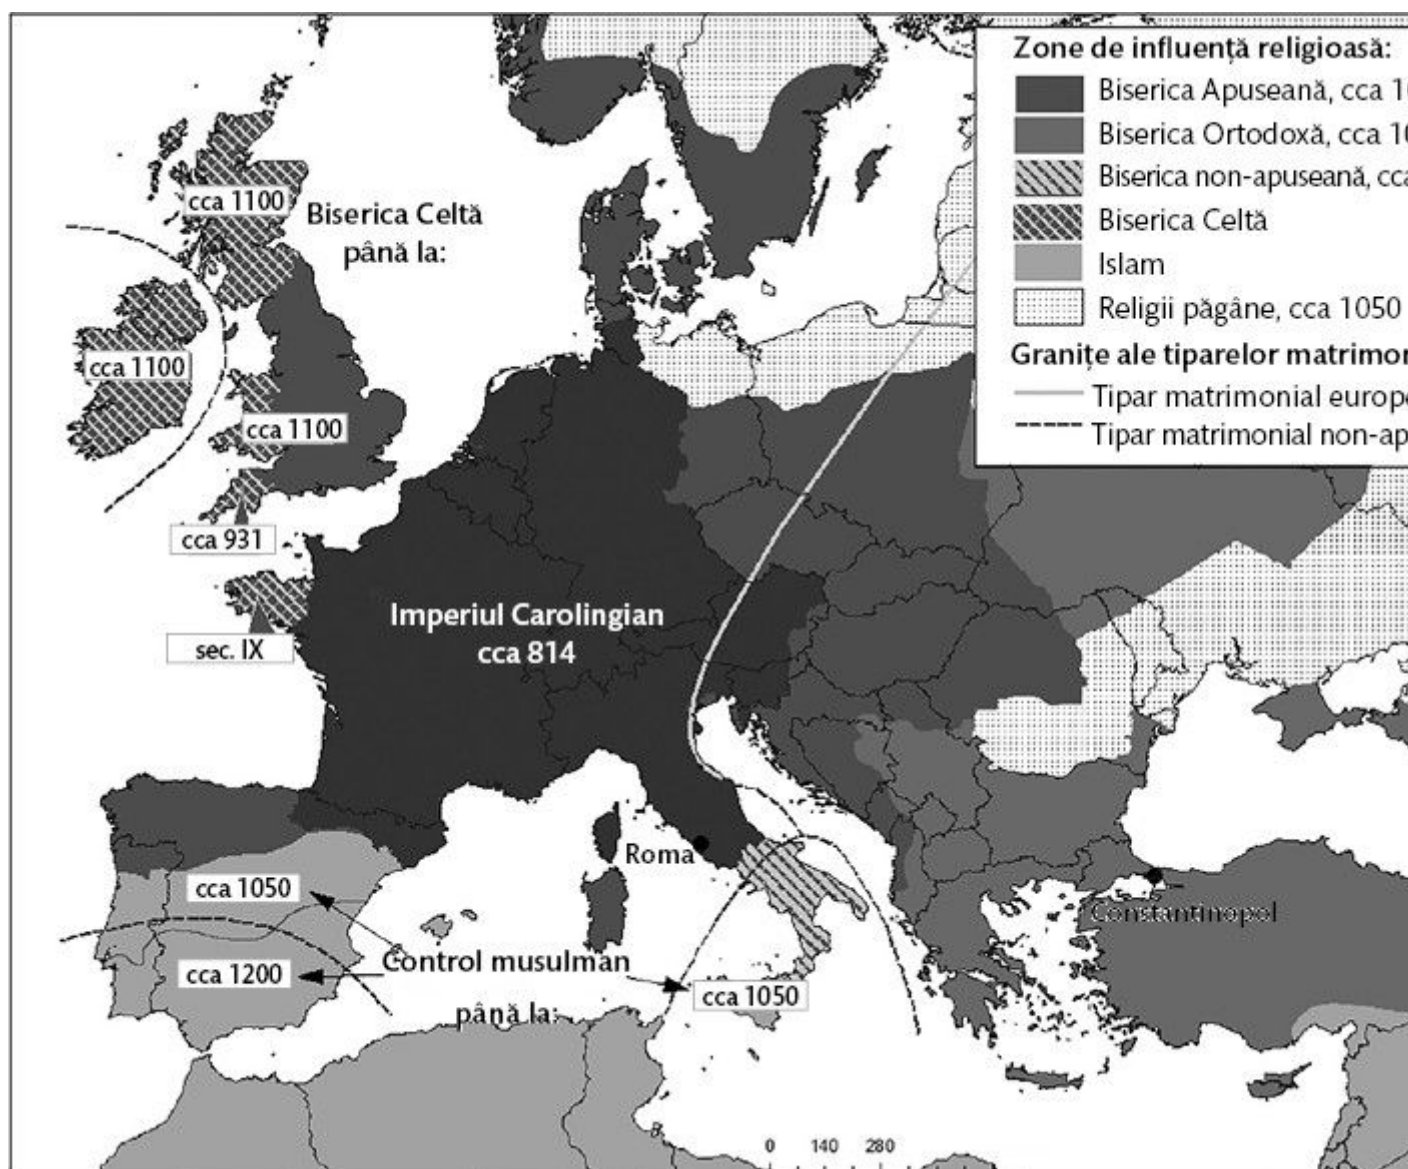 Zone de influență religioasă:
Biserica Apuseană, cca 10
Biserica Ortodoxă, cca 10
Biserica non-apuseană, cca
Biserica Celtă
Islam
Religii păgâne, cca 1050
Granițe ale tiparelor matrimon
Tipar matrimonial europe
Tipar matrimonial non-ap
cca 1100
Biserica Celtă
până la:
cca 1100
cca 1100
cca 931
sec. IX
Imperiul Carolingian
cca 814
Roma
Constantinopol
cca 1050
Control musulman
până la:
cca 1200
cca 1050
0 140 280